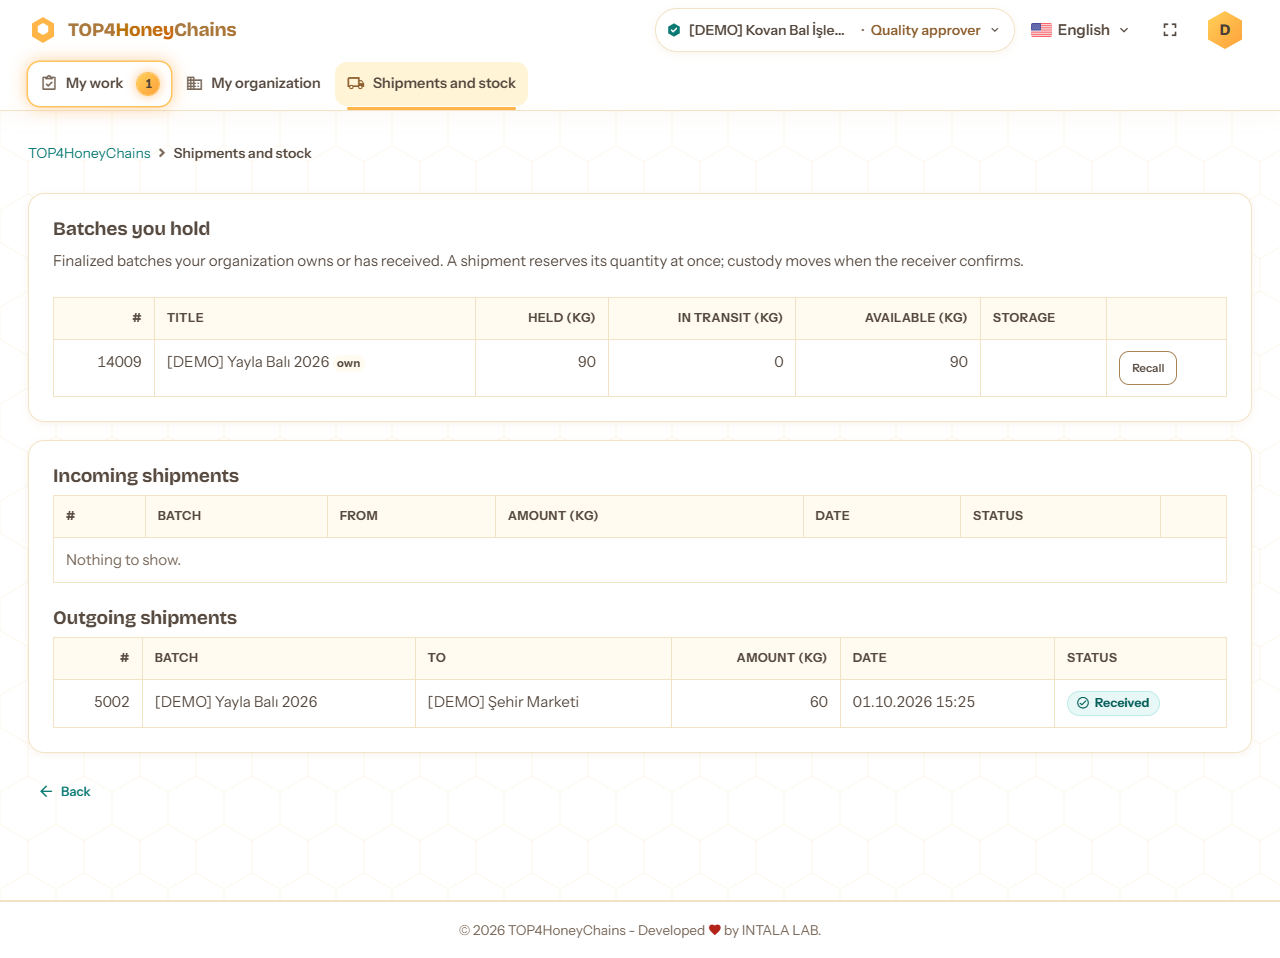 TOP4HoneyChains
[DEMO] Kovan Bal İşle... · Quality approver
English
D
My work 1
My organization
Shipments and stock
TOP4HoneyChains > Shipments and stock
Batches you hold
Finalized batches your organization owns or has received. A shipment reserves its quantity at once; custody moves when the receiver confirms.
# TITLE HELD (KG) IN TRANSIT (KG) AVAILABLE (KG) STORAGE
14009 [DEMO] Yayla Balı 2026 own 90 0 90 Recall
Incoming shipments
# BATCH FROM AMOUNT (KG) DATE STATUS
Nothing to show.
Outgoing shipments
# BATCH TO AMOUNT (KG) DATE STATUS
5002 [DEMO] Yayla Balı 2026 [DEMO] Şehir Marketi 60 01.10.2026 15:25 Received
Back
© 2026 TOP4HoneyChains - Developed ❤ by INTALA LAB.